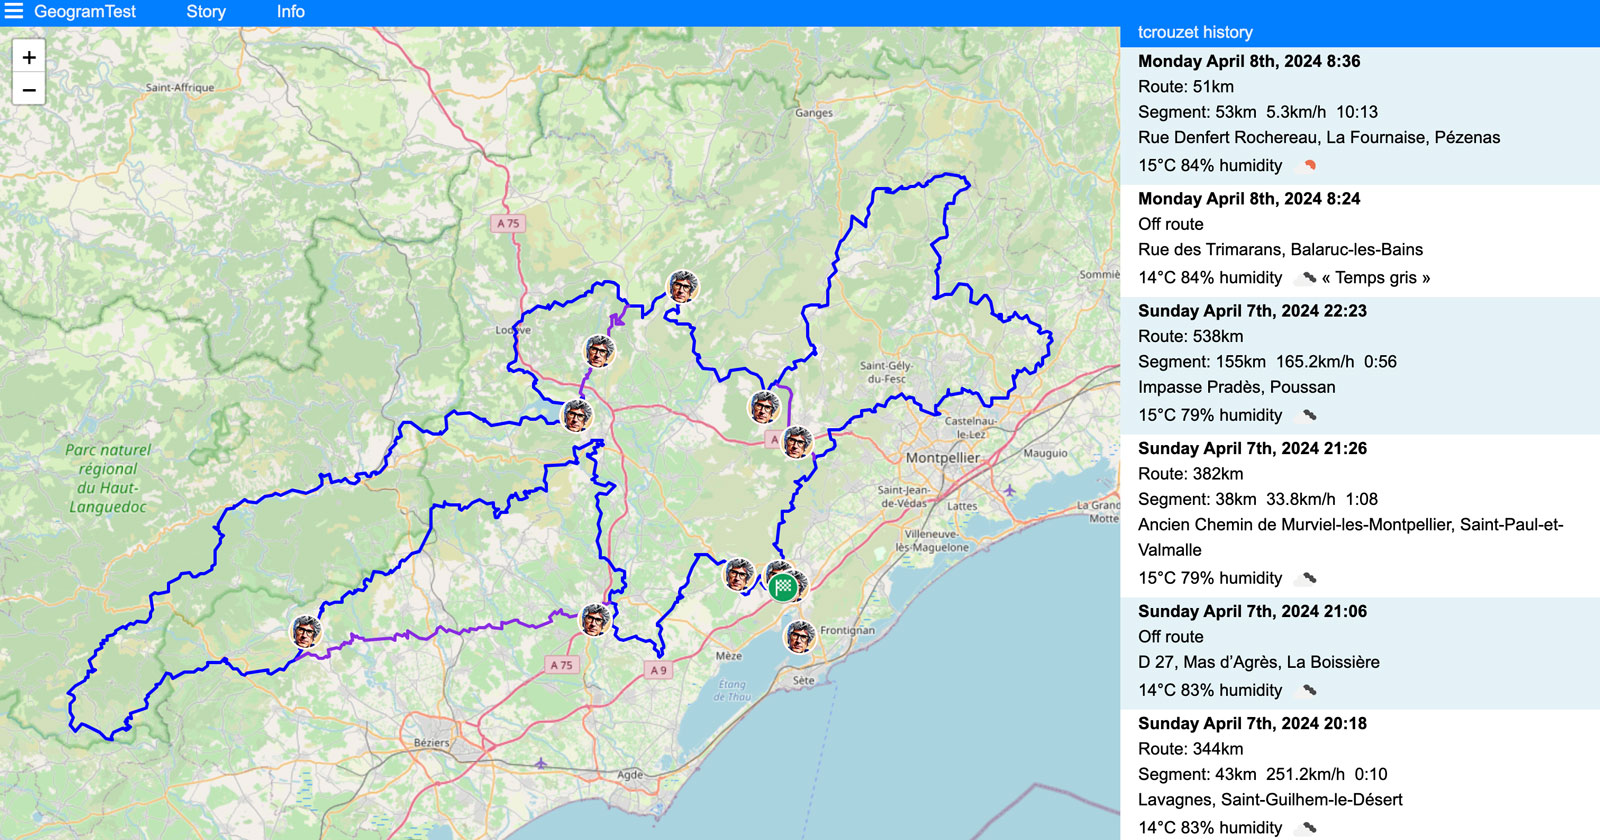 GeogramTest Story Info
+
−
Saint-Affrique
Ganges
A 75
Sommiè
Lodève
Saint-Gély-
du-Fesc
Castelnau-
le-Lez
A
Montpellier
Mauguio
Parc naturel
régional
du Haut-
Languedoc
Saint-Jean-
de-Védas
Lattes
La Grand
Motte
Villeneuve-
lès-Maguelone
Frontignan
Mèze
A 75
A 9
Sète
Étang
de Thau
Béziers
Agde
tcrouzet history
Monday April 8th, 2024 8:36
Route: 51km
Segment: 53km 5.3km/h 10:13
Rue Denfert Rochereau, La Fournaise, Pézenas
15°C 84% humidity
Monday April 8th, 2024 8:24
Off route
Rue des Trimarans, Balaruc-les-Bains
14°C 84% humidity « Temps gris »
Sunday April 7th, 2024 22:23
Route: 538km
Segment: 155km 165.2km/h 0:56
Impasse Pradès, Poussan
15°C 79% humidity
Sunday April 7th, 2024 21:26
Route: 382km
Segment: 38km 33.8km/h 1:08
Ancien Chemin de Murviel-les-Montpellier, Saint-Paul-et-
Valmalle
15°C 79% humidity
Sunday April 7th, 2024 21:06
Off route
D 27, Mas d’Agrès, La Boissière
14°C 83% humidity
Sunday April 7th, 2024 20:18
Route: 344km
Segment: 43km 251.2km/h 0:10
Lavagnes, Saint-Guilhem-le-Désert
14°C 83% humidity